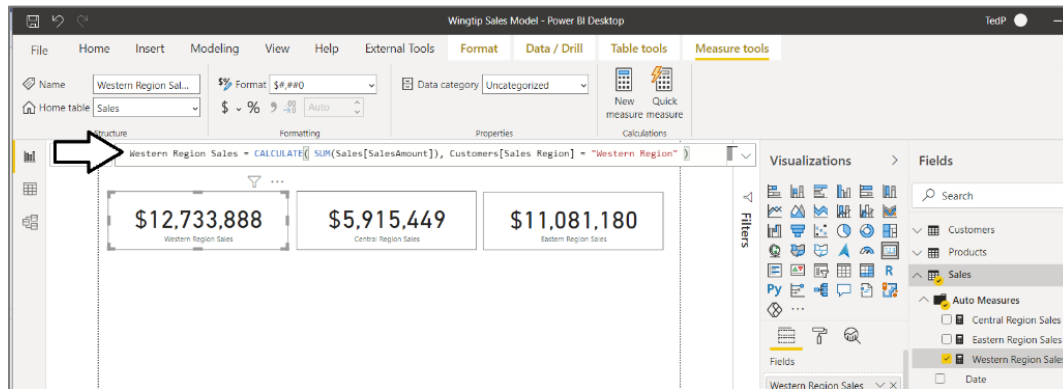 Wingtip Sales Model - Power BI Desktop
TedP
File Home Insert Modeling View Help External Tools Format Data / Drill Table tools Measure tools
Name Western Region Sal... Format $#,##0 Data category Uncategorized
Home table Sales $ % 9 Auto New measure Quick measure
Structure Formatting Properties Calculations
Western Region Sales = CALCULATE( SUM(Sales[SalesAmount]), Customers[Sales Region] = "Western Region" )
Visualizations
Fields
$12,733,888
Western Region Sales
$5,915,449
Central Region Sales
$11,081,180
Eastern Region Sales
Filters
R
Py
Fields
Western Region Sales
Search
Customers
Products
Sales
Auto Measures
Central Region Sales
Eastern Region Sales
Western Region Sales
Date